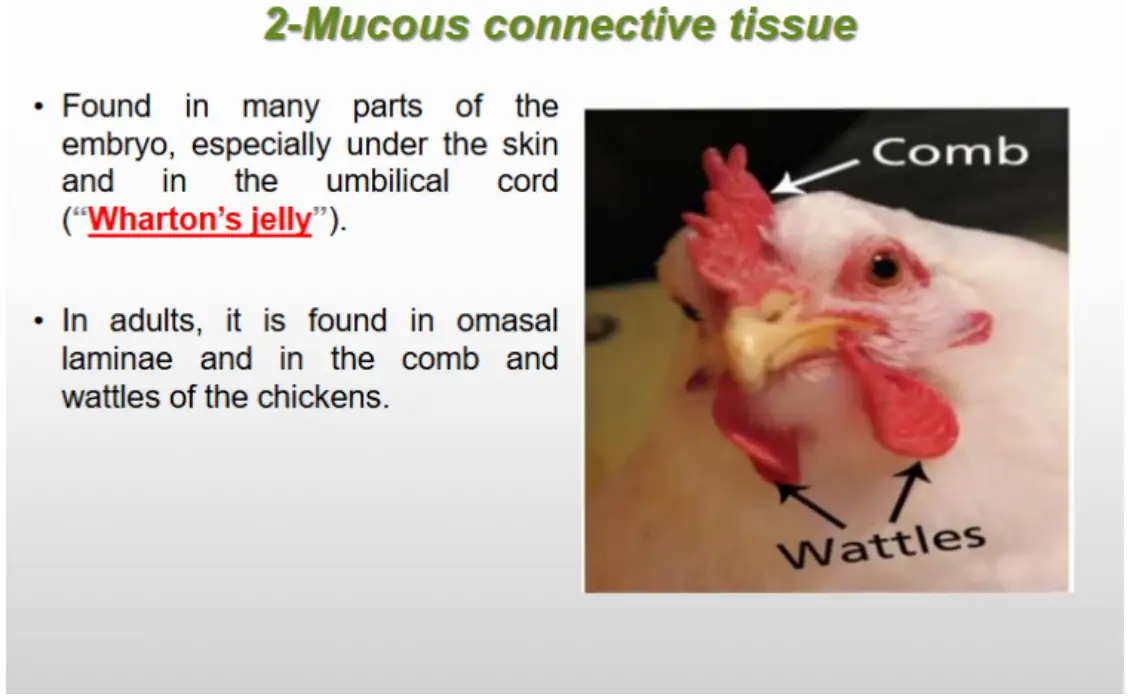 2-Mucous connective tissue
• Found in many parts of the
embryo, especially under the skin
and in the umbilical cord
(“Wharton’s jelly”).
• In adults, it is found in omasal
laminae and in the comb and
wattles of the chickens.
Comb
Wattles